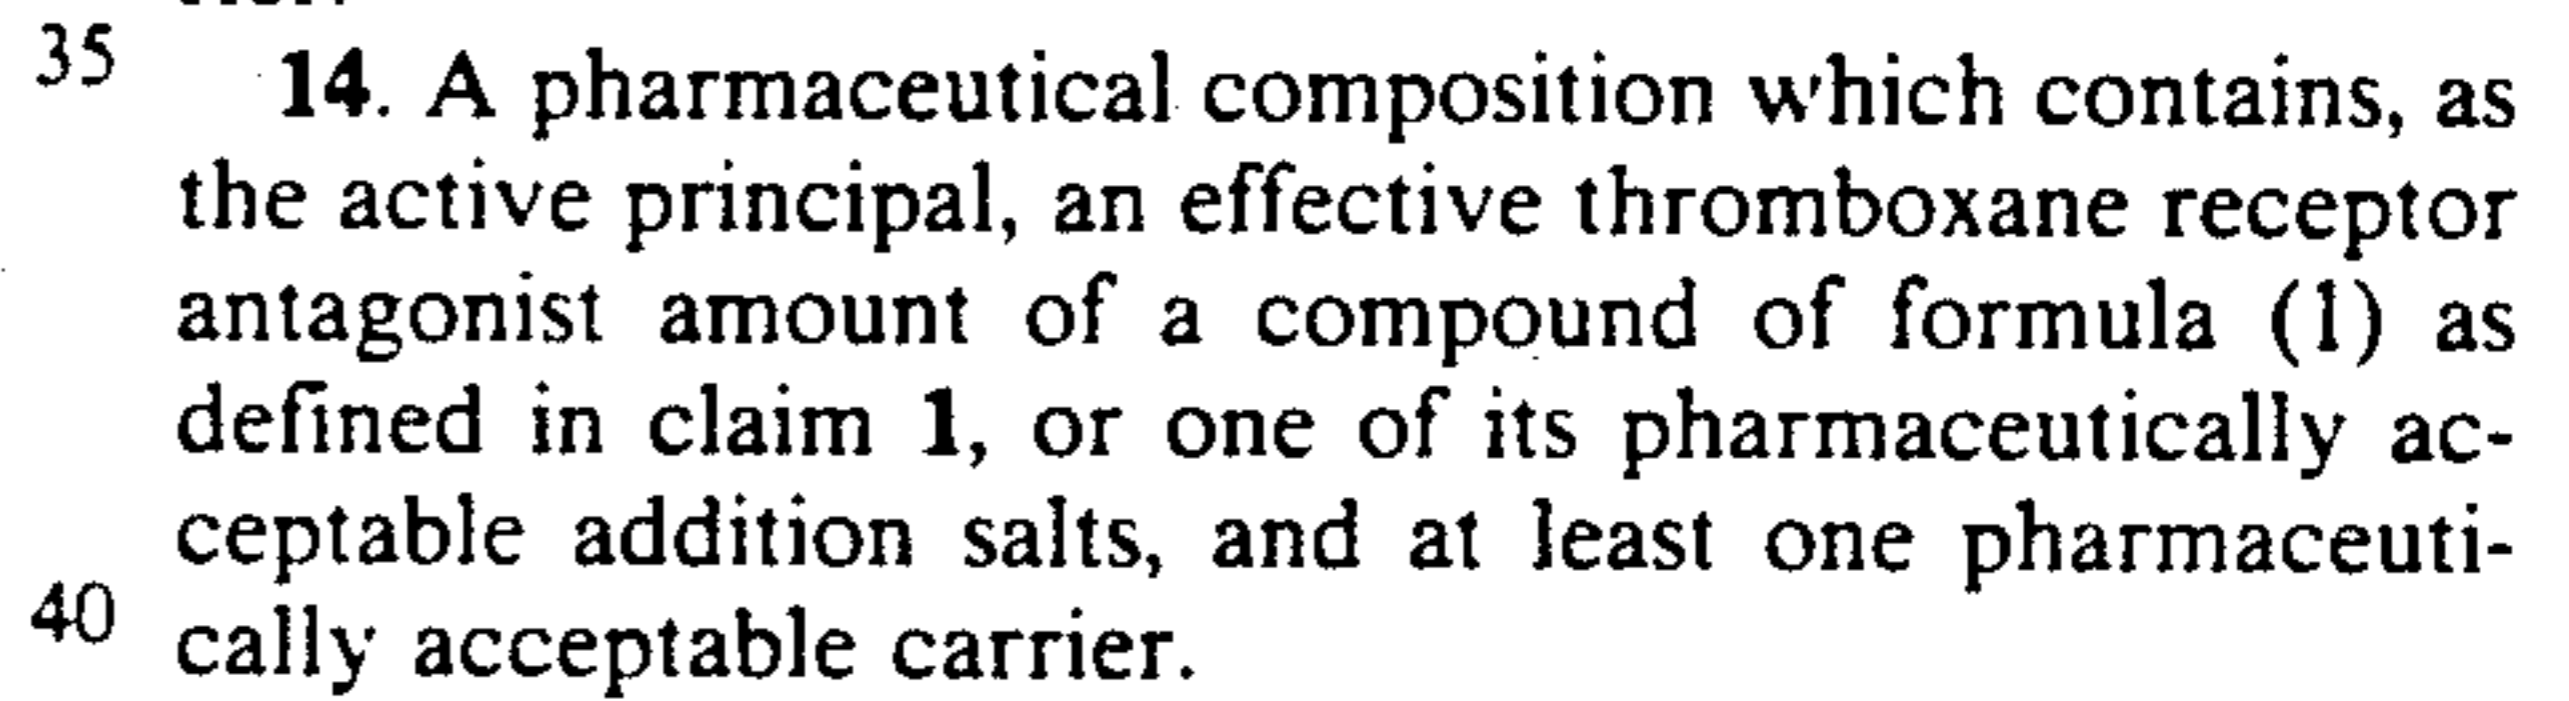 35
14. A pharmaceutical composition which contains, as
the active principal, an effective thromboxane receptor
antagonist amount of a compound of formula (1) as
defined in claim 1, or one of its pharmaceutically ac-
ceptable addition salts, and at least one pharmaceuti-
40
cally acceptable carrier.